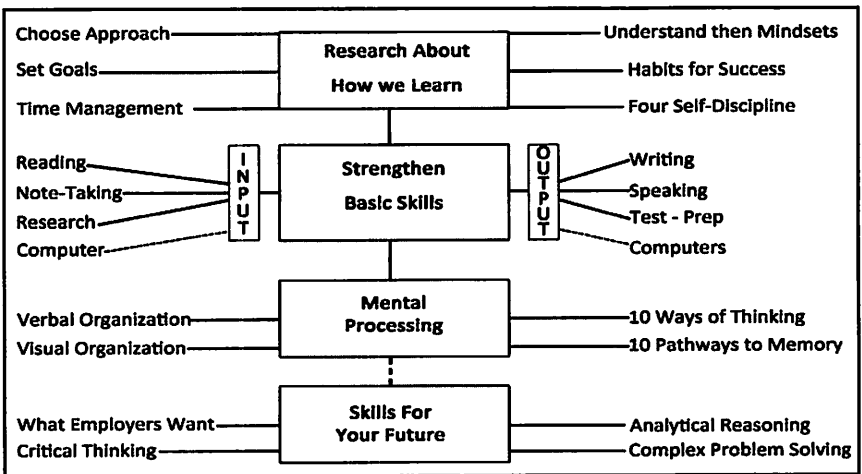 Choose Approach
Set Goals
Time Management
Research About
How we Learn
Understand then Mindsets
Habits for Success
Four Self-Discipline
Reading
Note-Taking
Research
Computer
INPUT
Strengthen
Basic Skills
OUTPUT
Writing
Speaking
Test - Prep
Computers
Verbal Organization
Visual Organization
Mental
Processing
10 Ways of Thinking
10 Pathways to Memory
What Employers Want
Critical Thinking
Skills For
Your Future
Analytical Reasoning
Complex Problem Solving